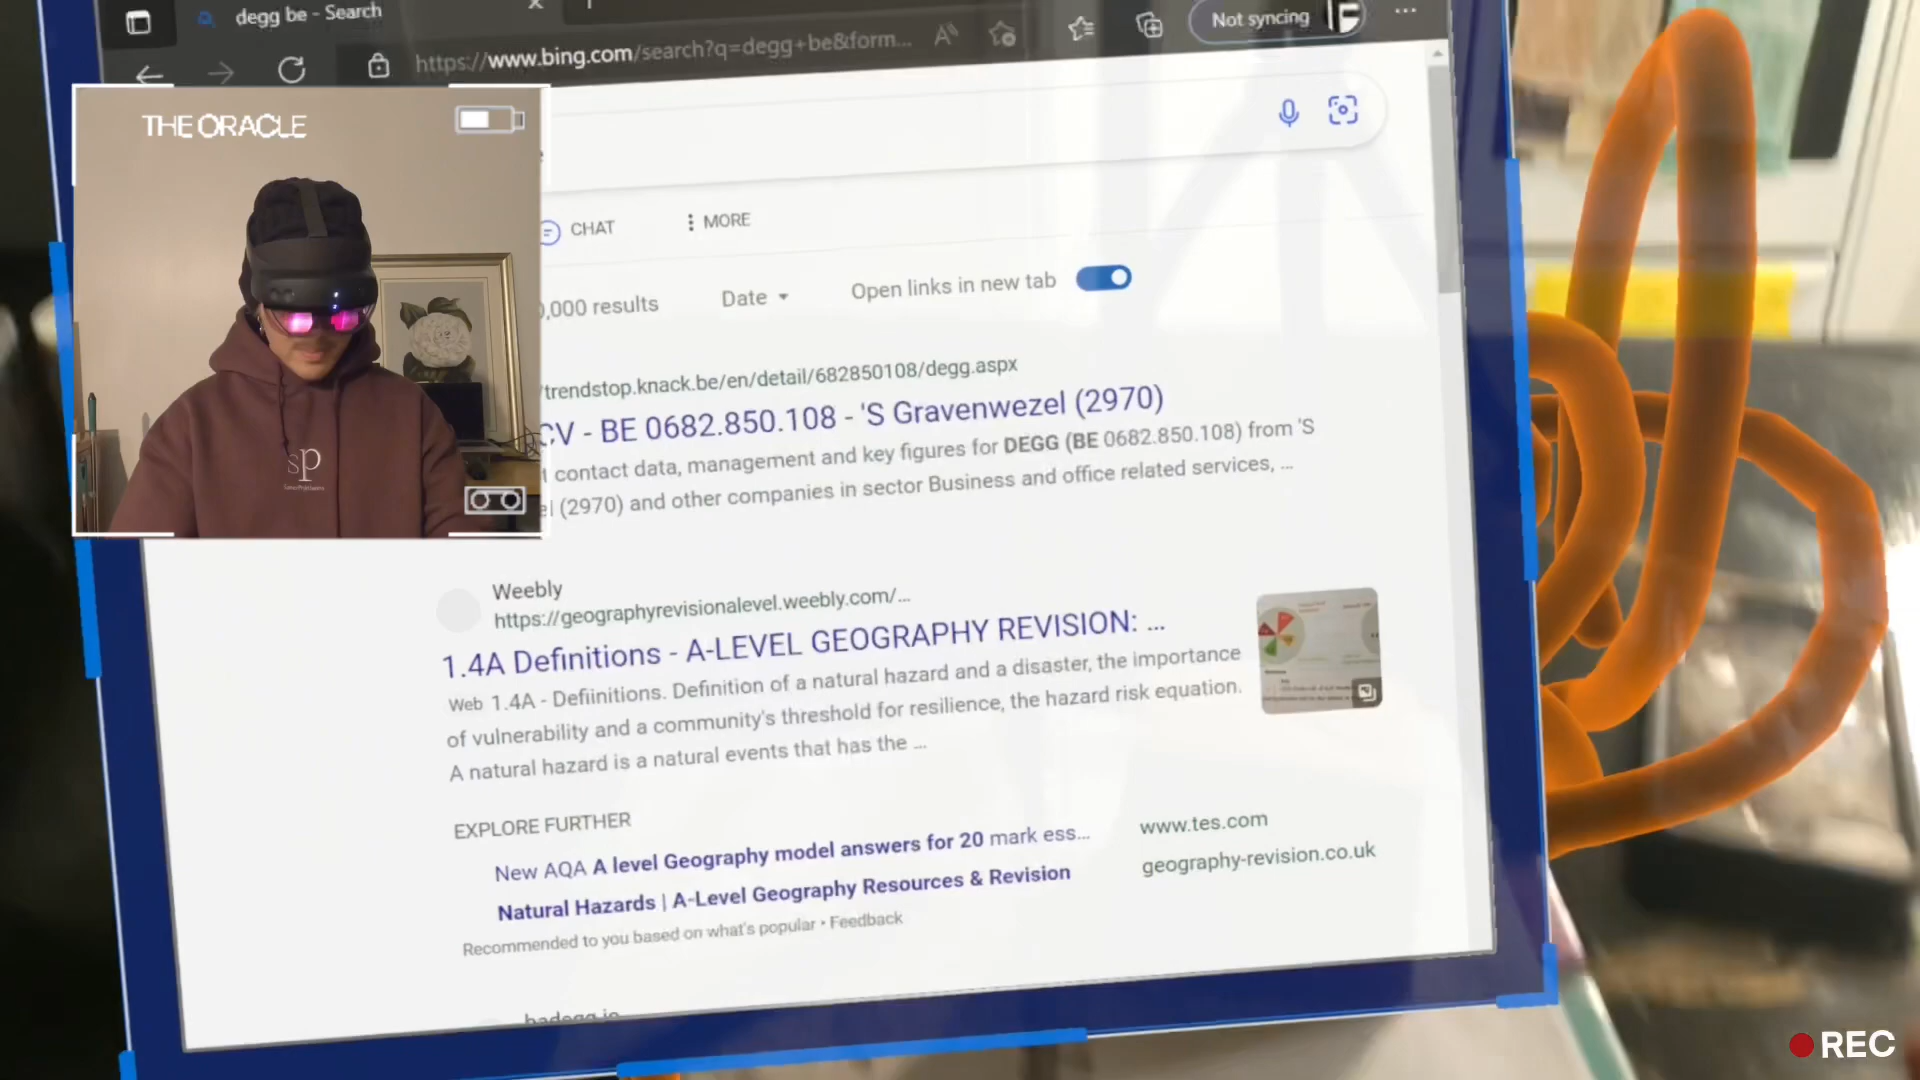 degg be - Search
Not syncing
https://www.bing.com/search?q=degg+be&form...
THE ORACLE
CHAT
MORE
0,000 results
Date
Open links in new tab
/trendstop.knack.be/en/detail/682850108/degg.aspx
CV - BE 0682.850.108 - 'S Gravenwezel (2970)
t contact data, management and key figures for DEGG (BE 0682.850.108) from 'S
el (2970) and other companies in sector Business and office related services, ...
sp
Weebly
https://geographyrevisionalevel.weebly.com/...
1.4A Definitions - A-LEVEL GEOGRAPHY REVISION: ...
Web 1.4A - Defiinitions. Definition of a natural hazard and a disaster, the importance
of vulnerability and a community's threshold for resilience, the hazard risk equation.
A natural hazard is a natural events that has the ...
EXPLORE FURTHER
New AQA A level Geography model answers for 20 mark ess...
www.tes.com
Natural Hazards | A-Level Geography Resources & Revision
geography-revision.co.uk
Recommended to you based on what's popular • Feedback
badegg.io
REC